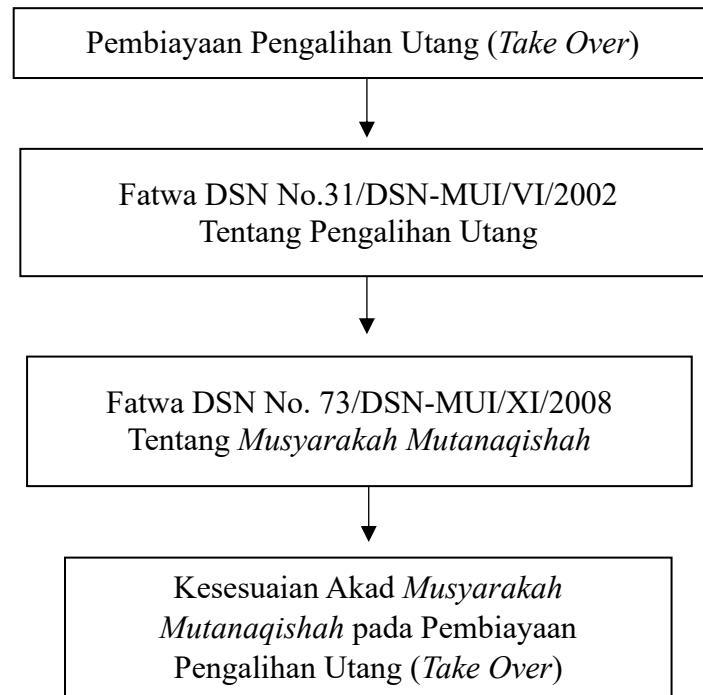 Pembiayaan Pengalihan Utang (Take Over)
Fatwa DSN No.31/DSN-MUI/VI/2002
Tentang Pengalihan Utang
Fatwa DSN No. 73/DSN-MUI/XI/2008
Tentang Musyarakah Mutanaqishah
Kesesuaian Akad Musyarakah
Mutanaqishah pada Pembiayaan
Pengalihan Utang (Take Over)